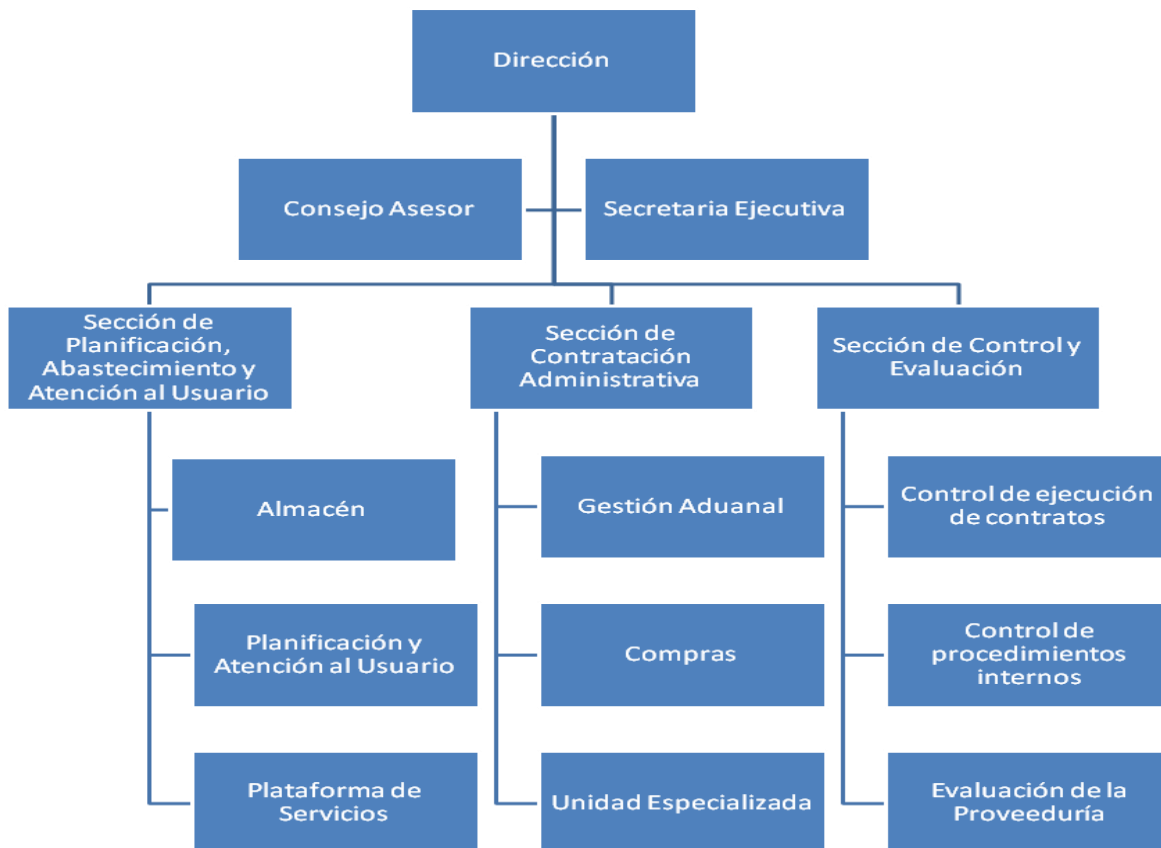 Dirección
Consejo Asesor
Secretaria Ejecutiva
Sección de
Planificación,
Abastecimiento y
Atención al Usuario
Sección de
Contratación
Administrativa
Sección de Control y
Evaluación
Almacén
Gestión Aduanal
Control de ejecución
de contratos
Planificación y
Atención al Usuario
Compras
Control de
procedimientos
internos
Plataforma de
Servicios
Unidad Especializada
Evaluación de la
Proveeduría